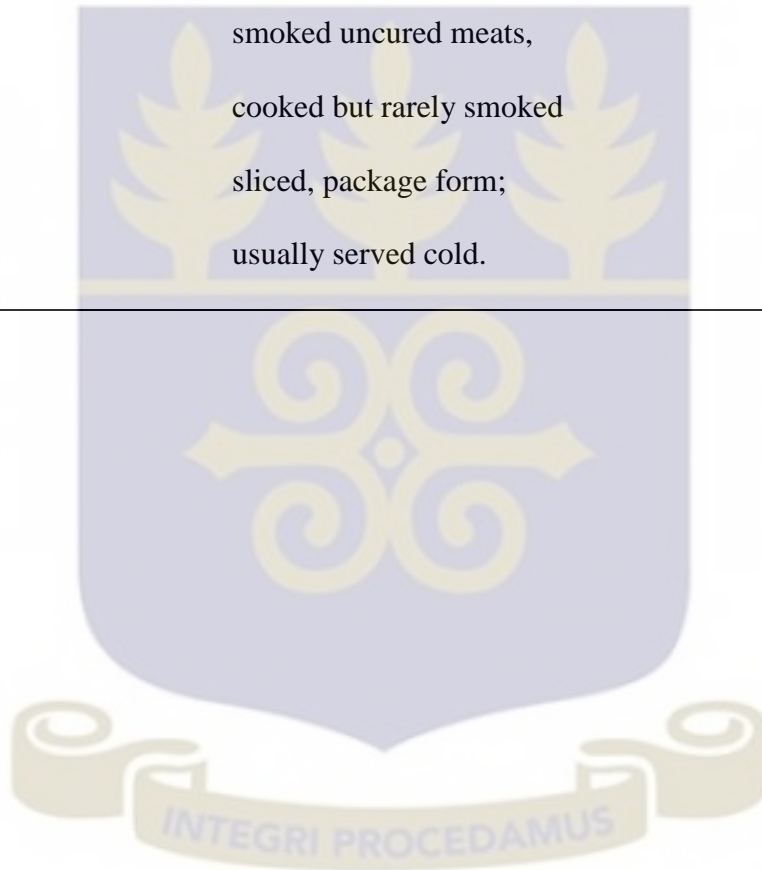 smoked uncured meats,
cooked but rarely smoked
sliced, package form;
usually served cold.
INTEGRI PROCEDAMUS